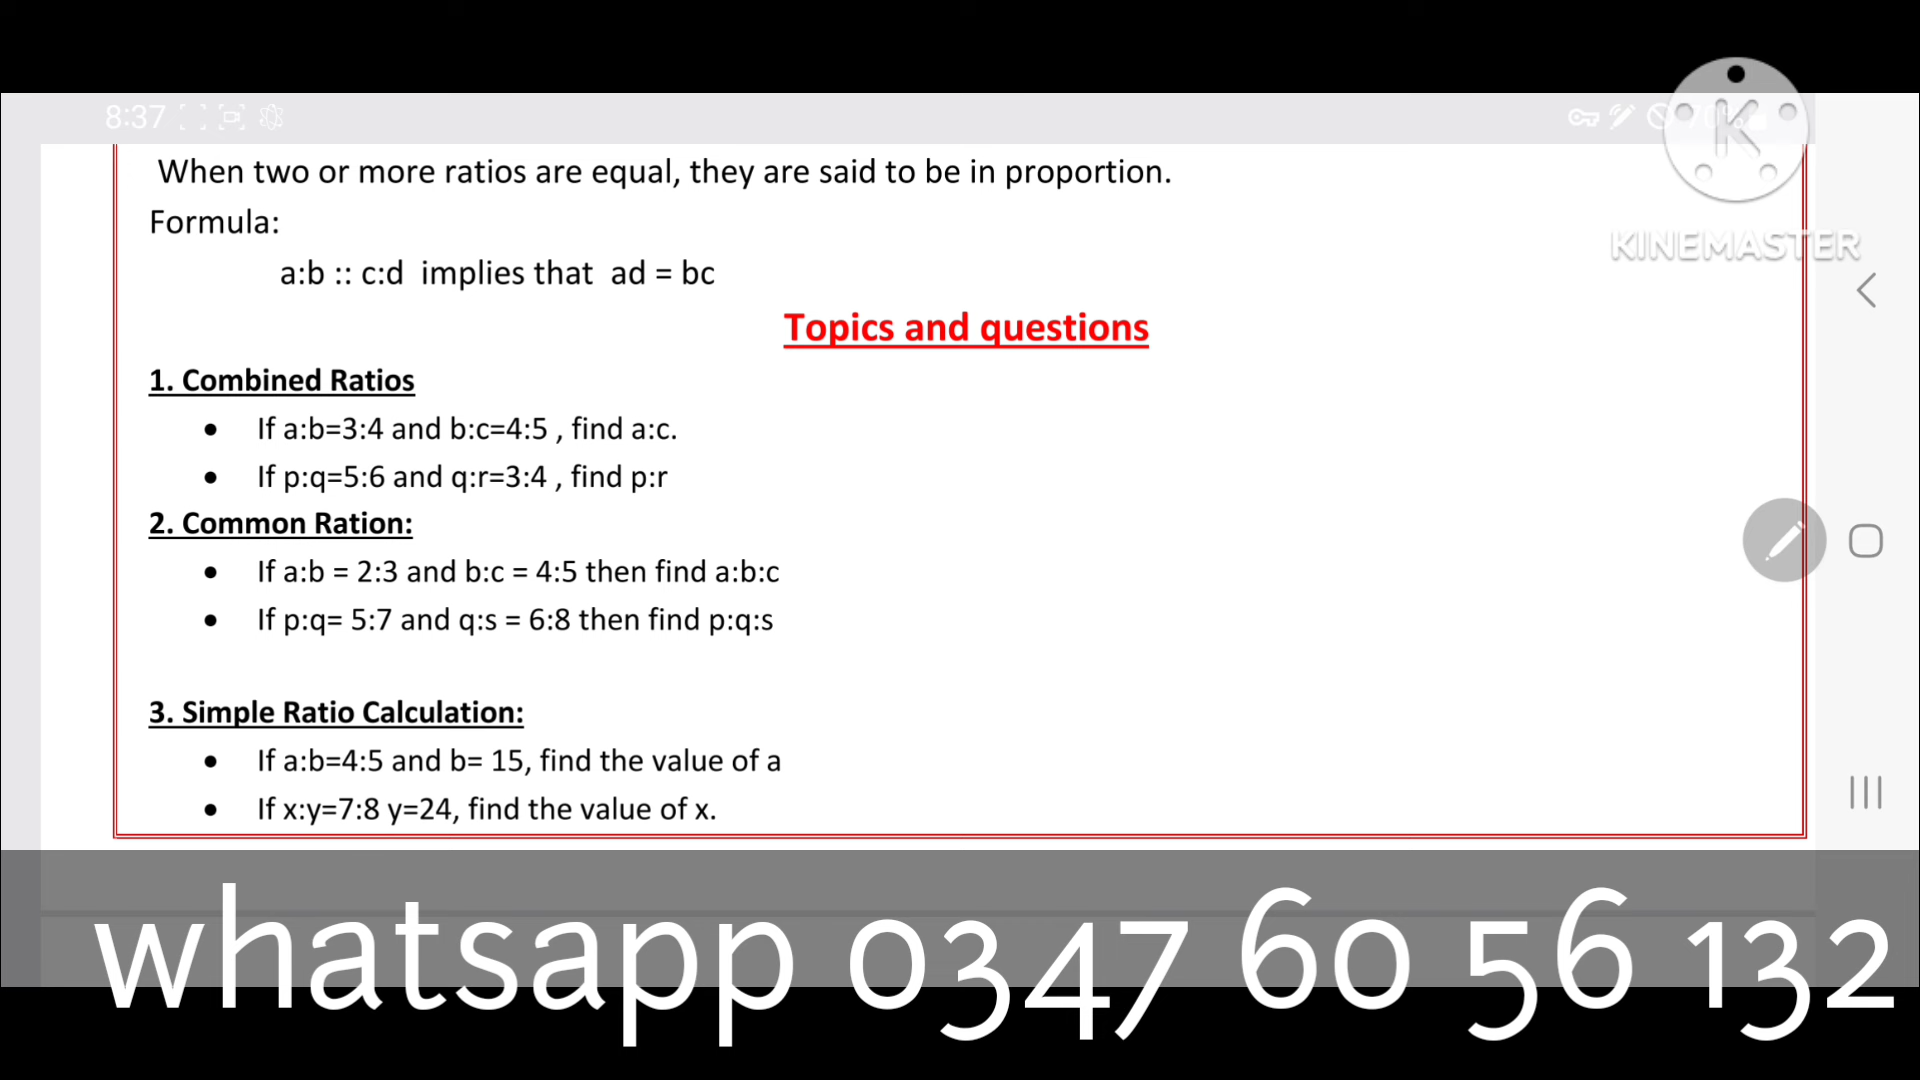 8:37
70%
KINEMASTER
When two or more ratios are equal, they are said to be in proportion.
Formula:
a:b :: c:d implies that ad = bc
Topics and questions
1. Combined Ratios
• If a:b=3:4 and b:c=4:5 , find a:c.
• If p:q=5:6 and q:r=3:4 , find p:r
2. Common Ration:
• If a:b = 2:3 and b:c = 4:5 then find a:b:c
• If p:q= 5:7 and q:s = 6:8 then find p:q:s
3. Simple Ratio Calculation:
• If a:b=4:5 and b= 15, find the value of a
• If x:y=7:8 y=24, find the value of x.
whatsapp 0347 60 56 132